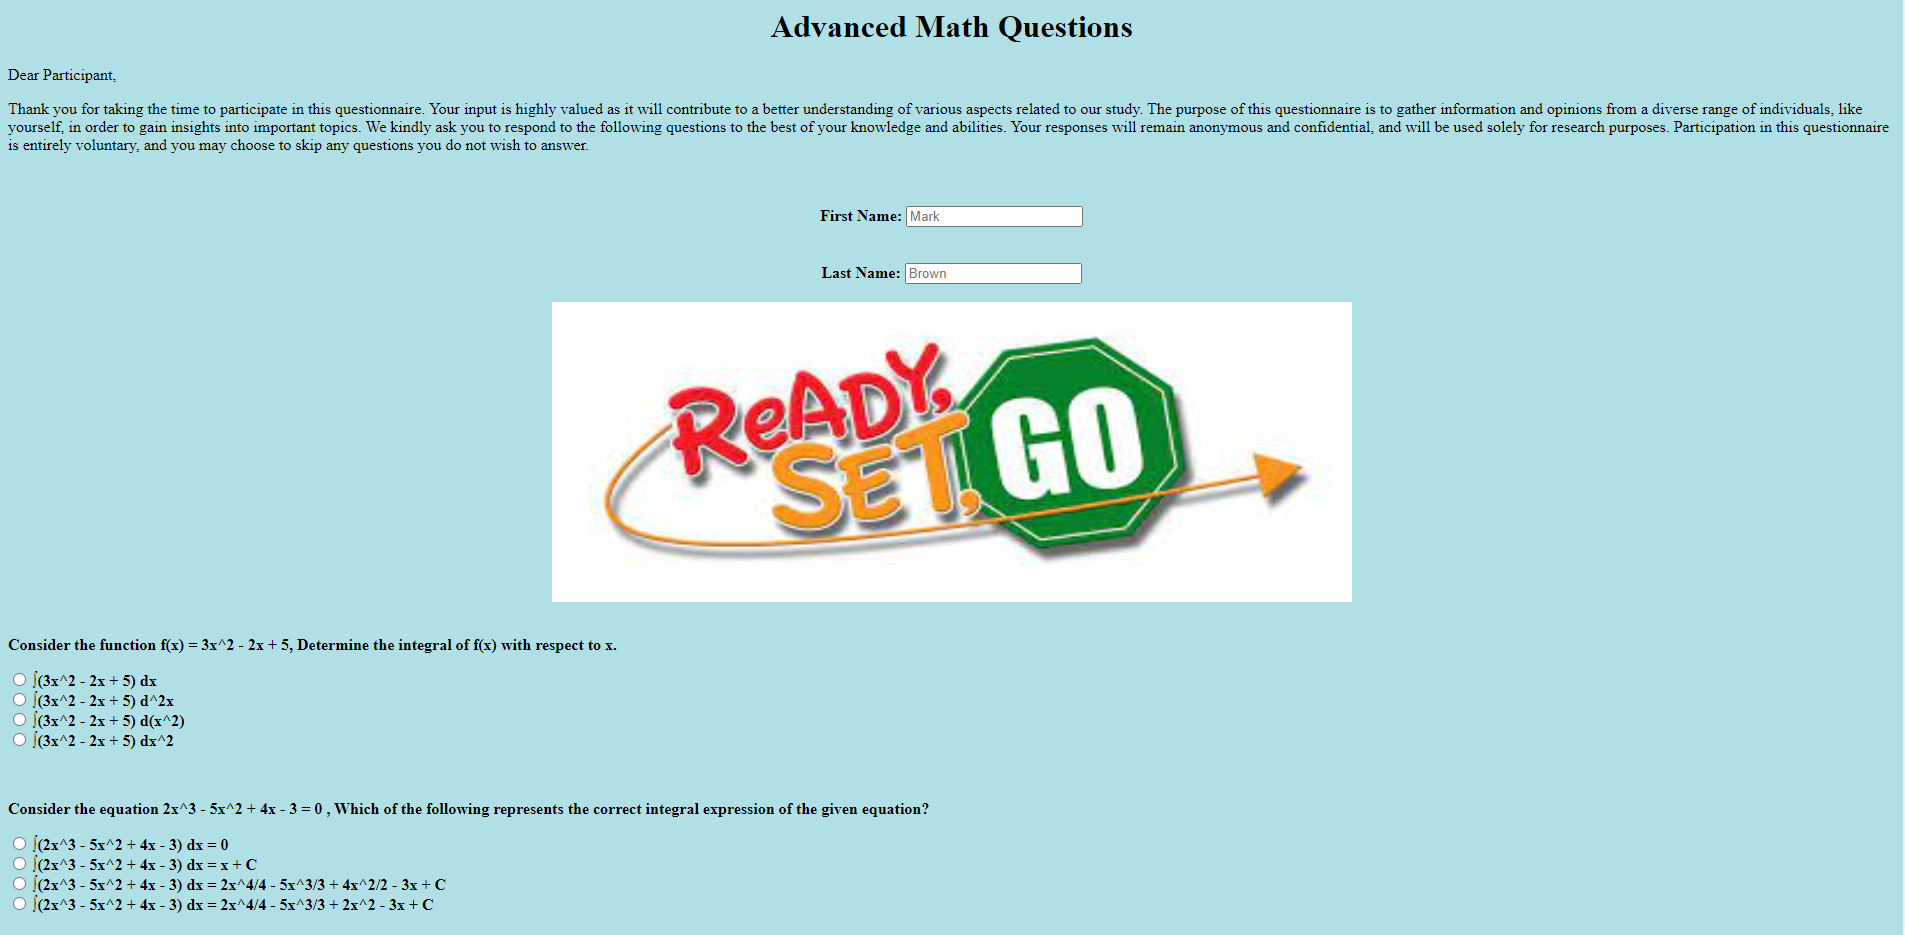 Advanced Math Questions
Dear Participant,
Thank you for taking the time to participate in this questionnaire. Your input is highly valued as it will contribute to a better understanding of various aspects related to our study. The purpose of this questionnaire is to gather information and opinions from a diverse range of individuals, like
yourself, in order to gain insights into important topics. We kindly ask you to respond to the following questions to the best of your knowledge and abilities. Your responses will remain anonymous and confidential, and will be used solely for research purposes. Participation in this questionnaire
is entirely voluntary, and you may choose to skip any questions you do not wish to answer.
First Name: Mark
Last Name: Brown
ReADY,
SET, GO
Consider the function f(x) = 3x^2 - 2x + 5, Determine the integral of f(x) with respect to x.
∫(3x^2 - 2x + 5) dx
∫(3x^2 - 2x + 5) d^2x
∫(3x^2 - 2x + 5) d(x^2)
∫(3x^2 - 2x + 5) dx^2
Consider the equation 2x^3 - 5x^2 + 4x - 3 = 0 , Which of the following represents the correct integral expression of the given equation?
∫(2x^3 - 5x^2 + 4x - 3) dx = 0
∫(2x^3 - 5x^2 + 4x - 3) dx = x + C
∫(2x^3 - 5x^2 + 4x - 3) dx = 2x^4/4 - 5x^3/3 + 4x^2/2 - 3x + C
∫(2x^3 - 5x^2 + 4x - 3) dx = 2x^4/4 - 5x^3/3 + 2x^2 - 3x + C